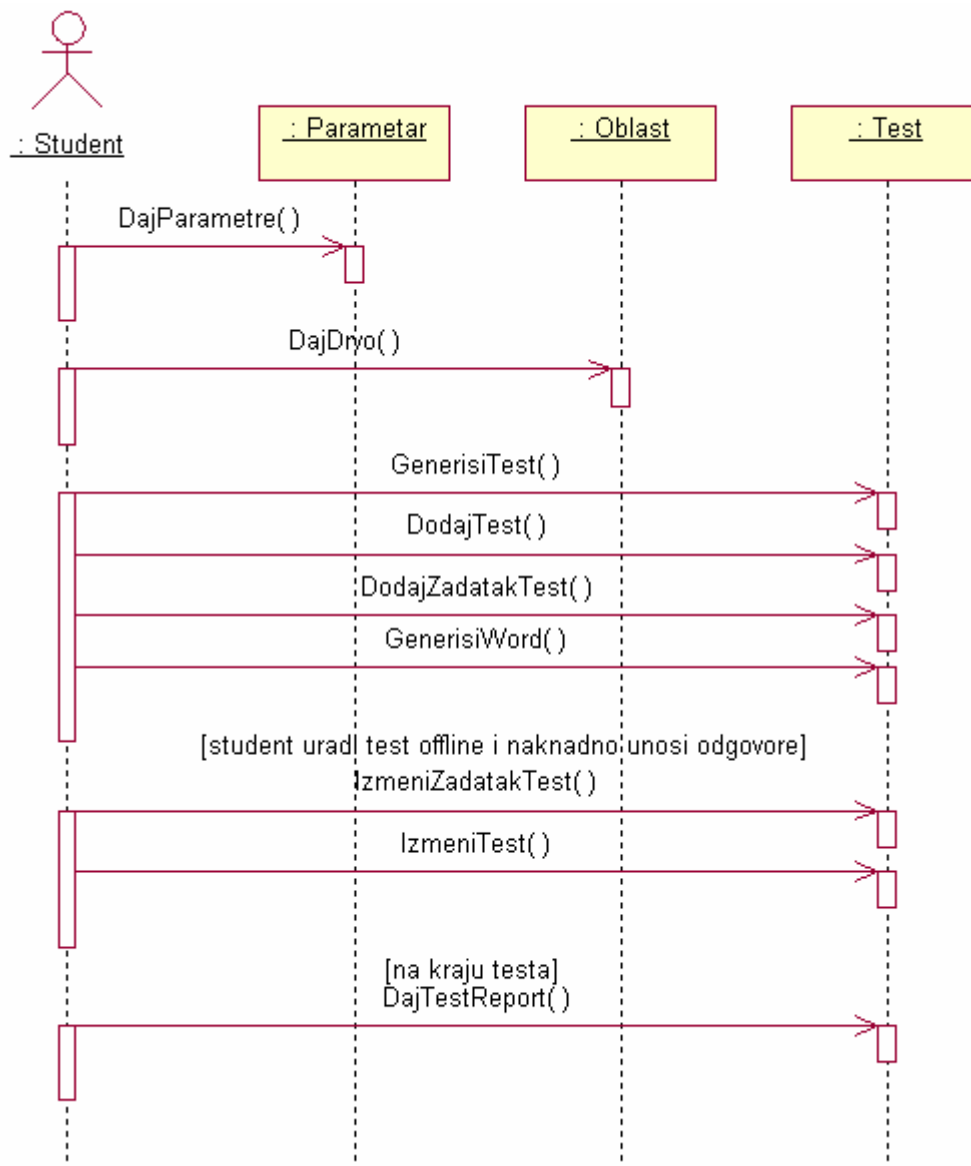 : Student
: Parametar
: Oblast
: Test
DajParametre( )
DajDrvo( )
GenerisiTest( )
DodajTest( )
DodajZadatakTest( )
GenerisiWord( )
[student uradi test offline i naknadno unosi odgovore]
IzmeniZadatakTest( )
IzmeniTest( )
[na kraju testa]
DajTestReport( )